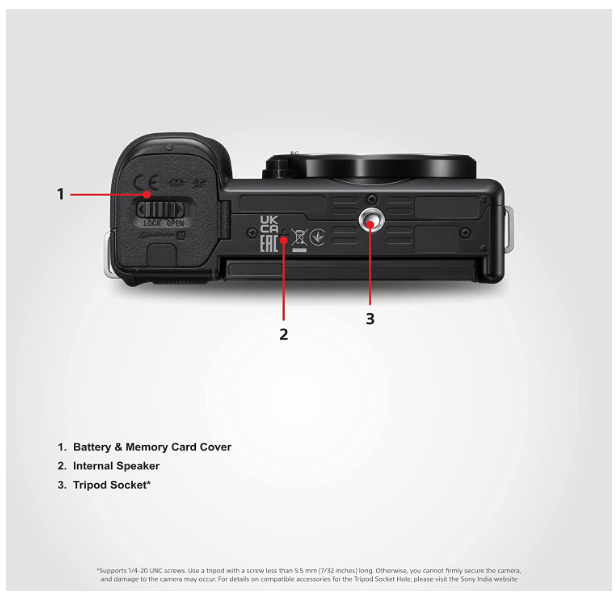 1
LOCK OPEN
UK
CA
EAC
2
3
1. Battery & Memory Card Cover
2. Internal Speaker
3. Tripod Socket*
*Supports 1/4-20 UNC screws. Use a tripod with a screw less than 5.5 mm (7/32 inches) long. Otherwise, you cannot firmly secure the camera,
and damage to the camera may occur. For details on compatible accessories for the Tripod Socket Hole, please visit the Sony India website